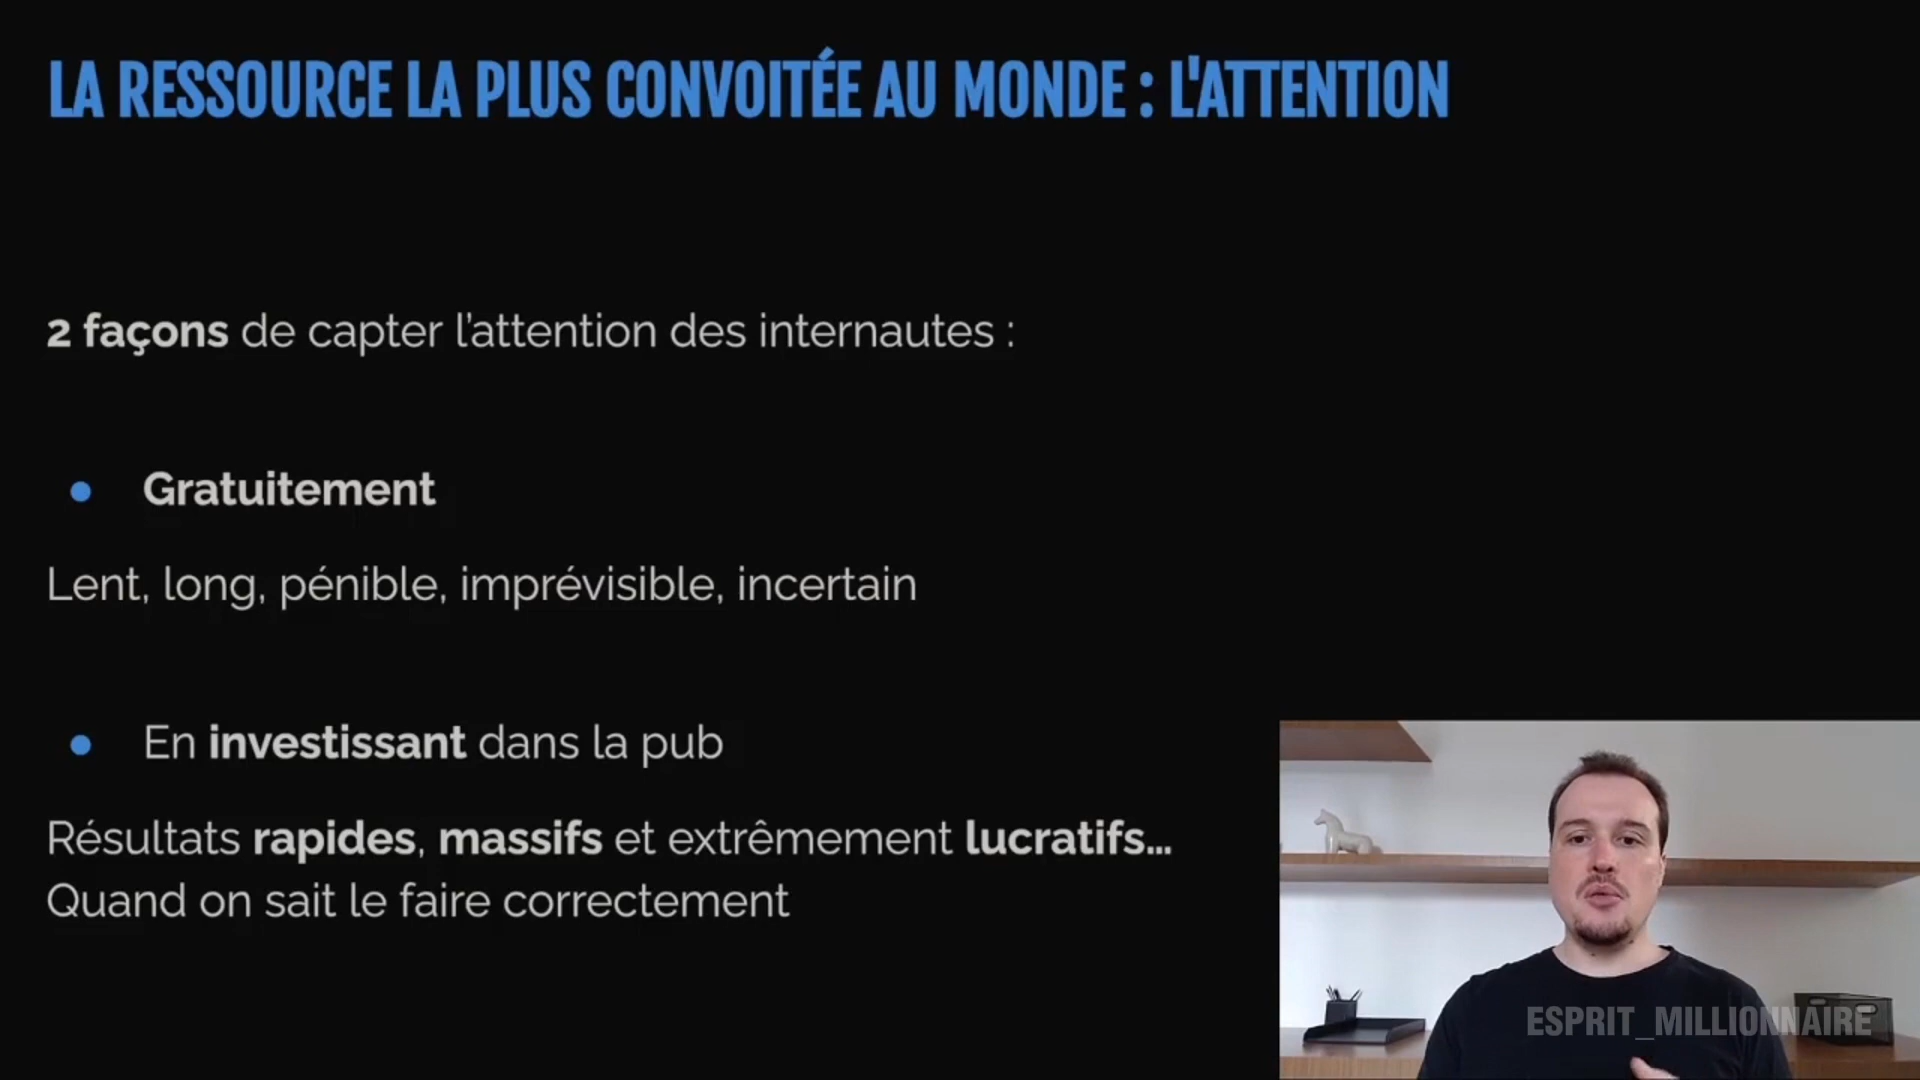 LA RESSOURCE LA PLUS CONVOITÉE AU MONDE : L'ATTENTION
2 façons de capter l'attention des internautes :
● Gratuitement
Lent, long, pénible, imprévisible, incertain
● En investissant dans la pub
Résultats rapides, massifs et extrêmement lucratifs...
Quand on sait le faire correctement
ESPRIT_MILLIONNAIRE